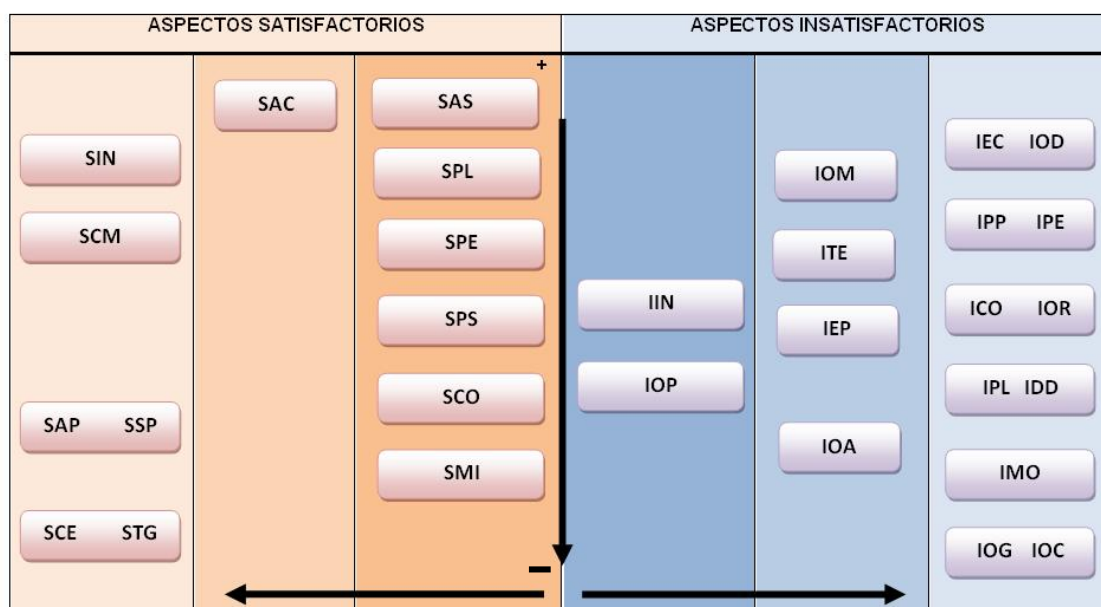 ASPECTOS SATISFACTORIOS
ASPECTOS INSATISFACTORIOS
+
SAC
SAS
SIN
SPL
SCM
SPE
SPS
SCO
SAP SSP
SMI
SCE STG
–
IIN
IOP
IOM
ITE
IEP
IOA
IEC IOD
IPP IPE
ICO IOR
IPL IDD
IMO
IOG IOC